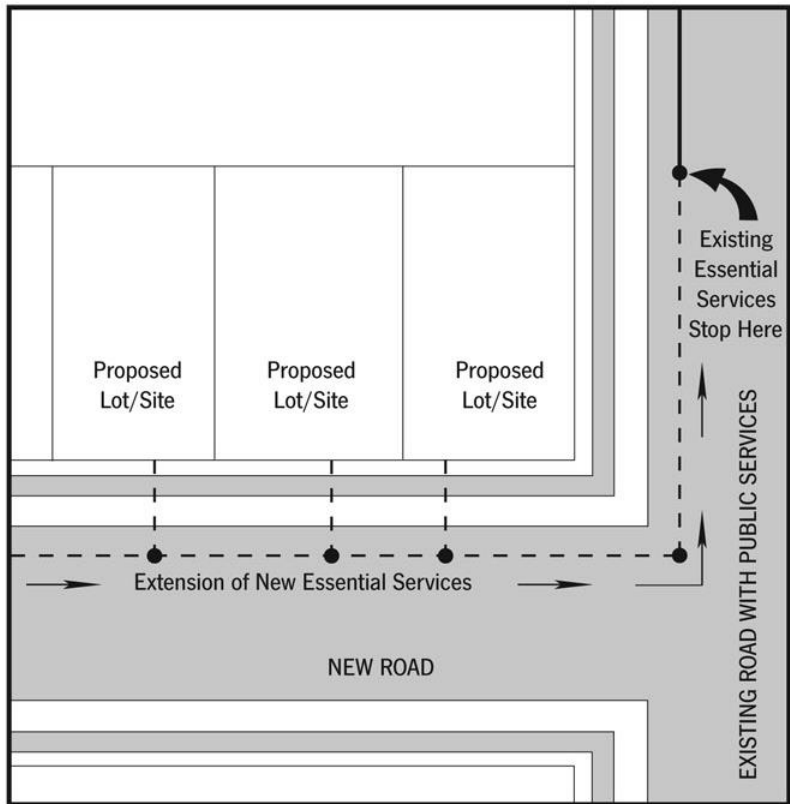 Existing
Essential
Services
Stop Here
Proposed
Lot/Site
Proposed
Lot/Site
Proposed
Lot/Site
EXISTING ROAD WITH PUBLIC SERVICES
Extension of New Essential Services
NEW ROAD